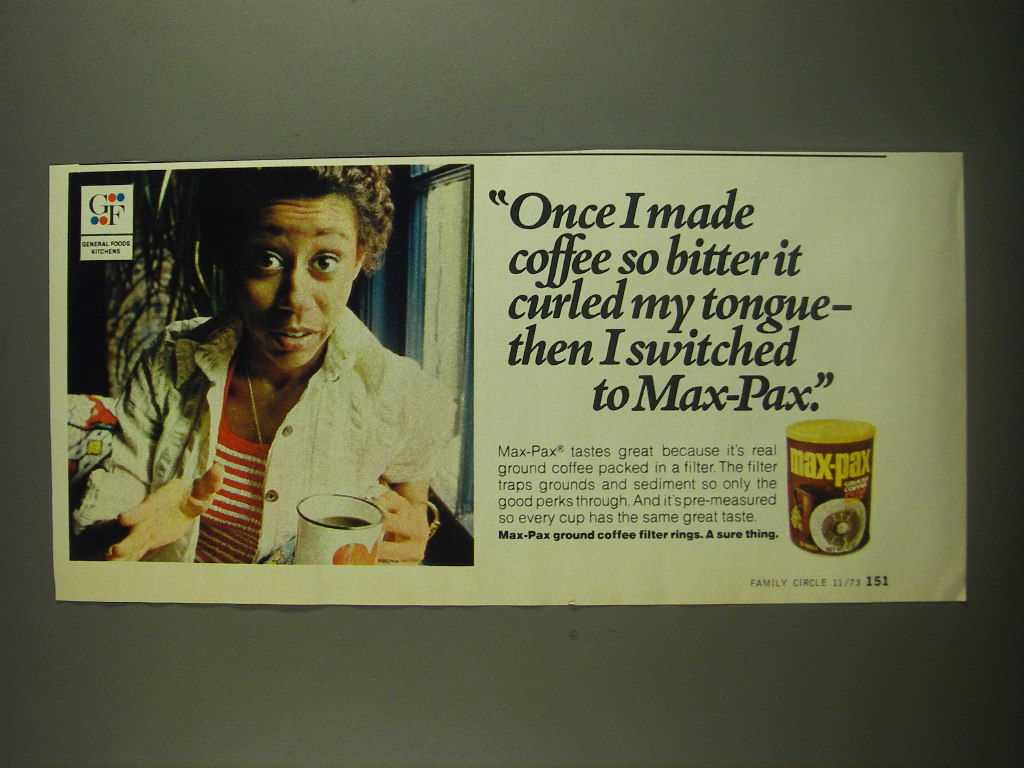 GF
GENERAL FOODS
KITCHENS
“Once I made
coffee so bitter it
curled my tongue–
then I switched
to Max-Pax.”
Max-Pax® tastes great because it's real
ground coffee packed in a filter. The filter
traps grounds and sediment so only the
good perks through. And it's pre-measured
so every cup has the same great taste.
Max-Pax ground coffee filter rings. A sure thing.
max-pax
GROUND
COFFEE
FAMILY CIRCLE 11/73 151